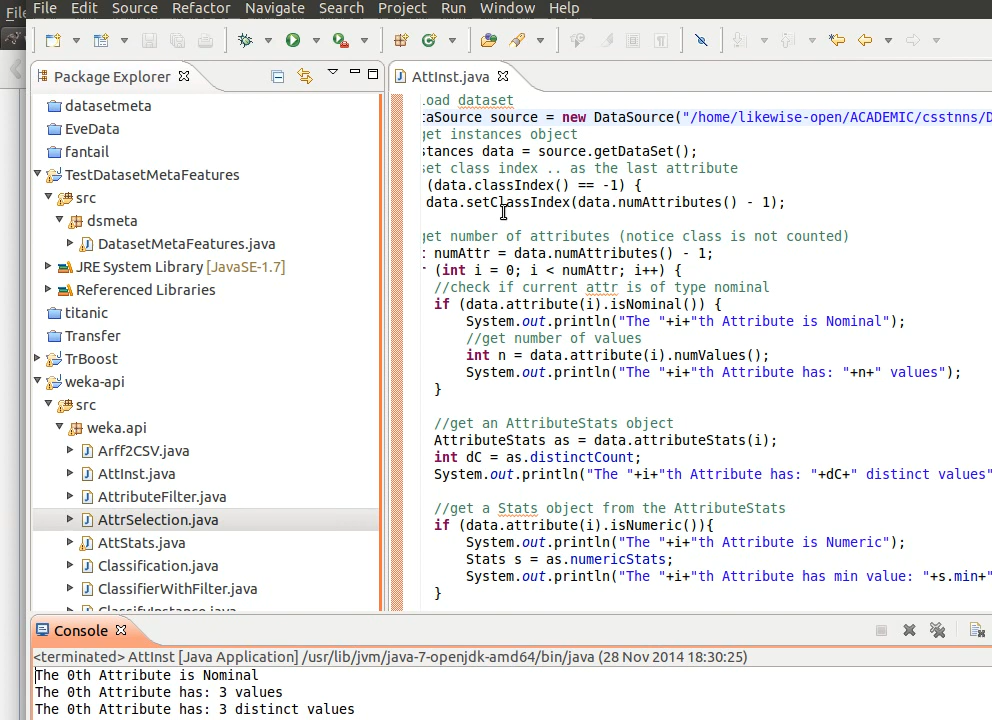 File
File Edit Source Refactor Navigate Search Project Run Window Help
Package Explorer
datasetmeta
EveData
fantail
TestDatasetMetaFeatures
src
dsmeta
DatasetMetaFeatures.java
JRE System Library [JavaSE-1.7]
Referenced Libraries
titanic
Transfer
TrBoost
weka-api
src
weka.api
Arff2CSV.java
AttInst.java
AttributeFilter.java
AttrSelection.java
AttStats.java
Classification.java
ClassifierWithFilter.java
ClassifyInstance.java
AttInst.java
load dataset
taSource source = new DataSource("/home/likewise-open/ACADEMIC/csstnns/D
get instances object
stances data = source.getDataSet();
set class index .. as the last attribute
(data.classIndex() == -1) {
data.setClassIndex(data.numAttributes() - 1);
get number of attributes (notice class is not counted)
numAttr = data.numAttributes() - 1;
(int i = 0; i < numAttr; i++) {
//check if current attr is of type nominal
if (data.attribute(i).isNominal()) {
System.out.println("The "+i+"th Attribute is Nominal");
//get number of values
int n = data.attribute(i).numValues();
System.out.println("The "+i+"th Attribute has: "+n+" values");
}
//get an AttributeStats object
AttributeStats as = data.attributeStats(i);
int dC = as.distinctCount;
System.out.println("The "+i+"th Attribute has: "+dC+" distinct values"
//get a Stats object from the AttributeStats
if (data.attribute(i).isNumeric()){
System.out.println("The "+i+"th Attribute is Numeric");
Stats s = as.numericStats;
System.out.println("The "+i+"th Attribute has min value: "+s.min+"
}
Console
<terminated> AttInst [Java Application] /usr/lib/jvm/java-7-openjdk-amd64/bin/java (28 Nov 2014 18:30:25)
The 0th Attribute is Nominal
The 0th Attribute has: 3 values
The 0th Attribute has: 3 distinct values